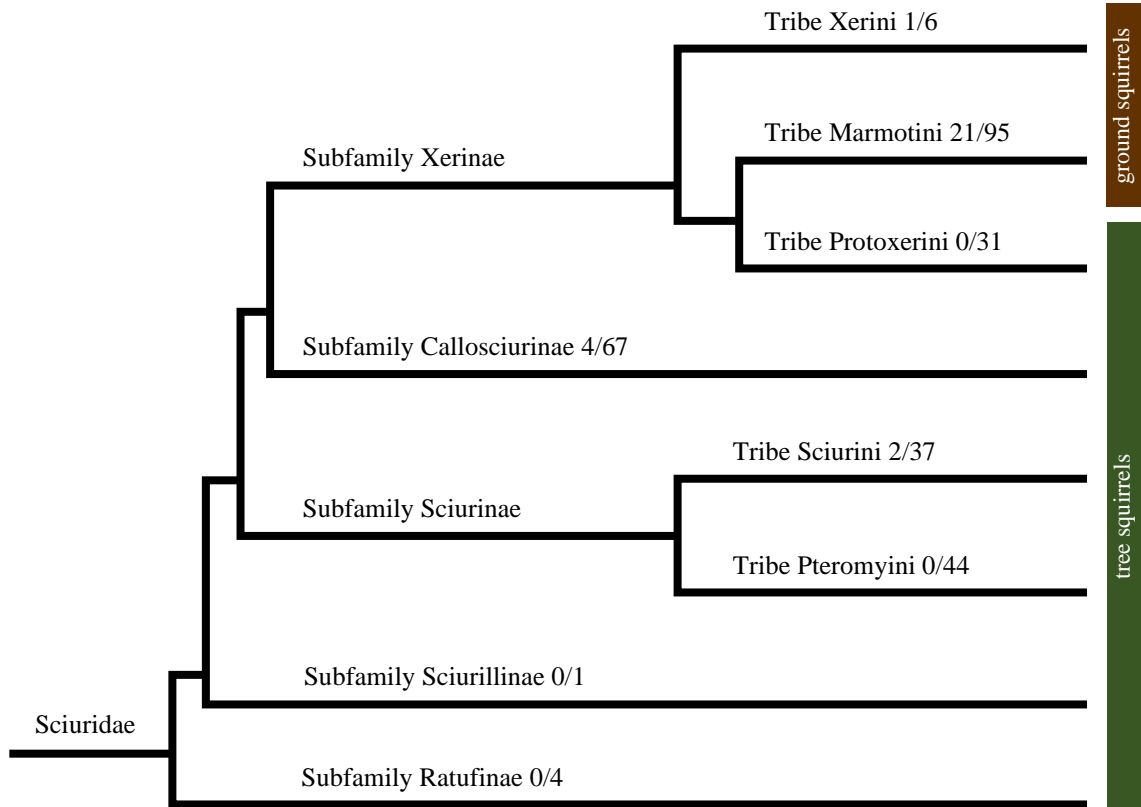 Tribe Xerini 1/6
Tribe Marmotini 21/95
Subfamily Xerinae
Tribe Protoxerini 0/31
Subfamily Callosciurinae 4/67
Tribe Sciurini 2/37
Subfamily Sciurinae
Tribe Pteromyini 0/44
Subfamily Sciurillinae 0/1
Sciuridae
Subfamily Ratufinae 0/4
ground squirrels
tree squirrels